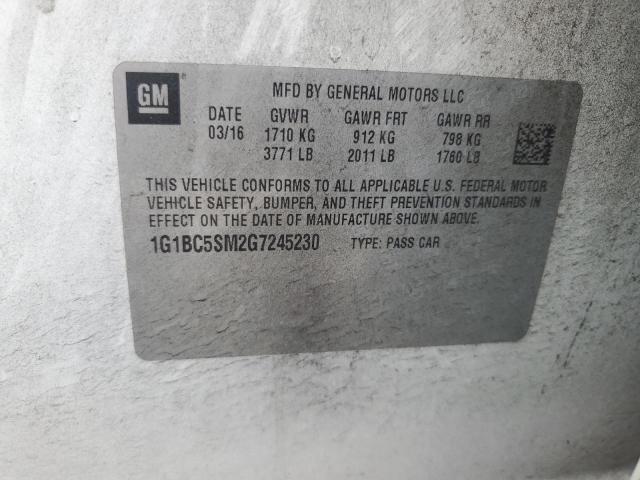 GM
MFD BY GENERAL MOTORS LLC
DATE GVWR GAWR FRT GAWR RR
03/16 1710 KG 912 KG 798 KG
3771 LB 2011 LB 1760 LB
THIS VEHICLE CONFORMS TO ALL APPLICABLE U.S. FEDERAL MOTOR
VEHICLE SAFETY, BUMPER, AND THEFT PREVENTION STANDARDS IN
EFFECT ON THE DATE OF MANUFACTURE SHOWN ABOVE.
1G1BC5SM2G7245230 TYPE: PASS CAR